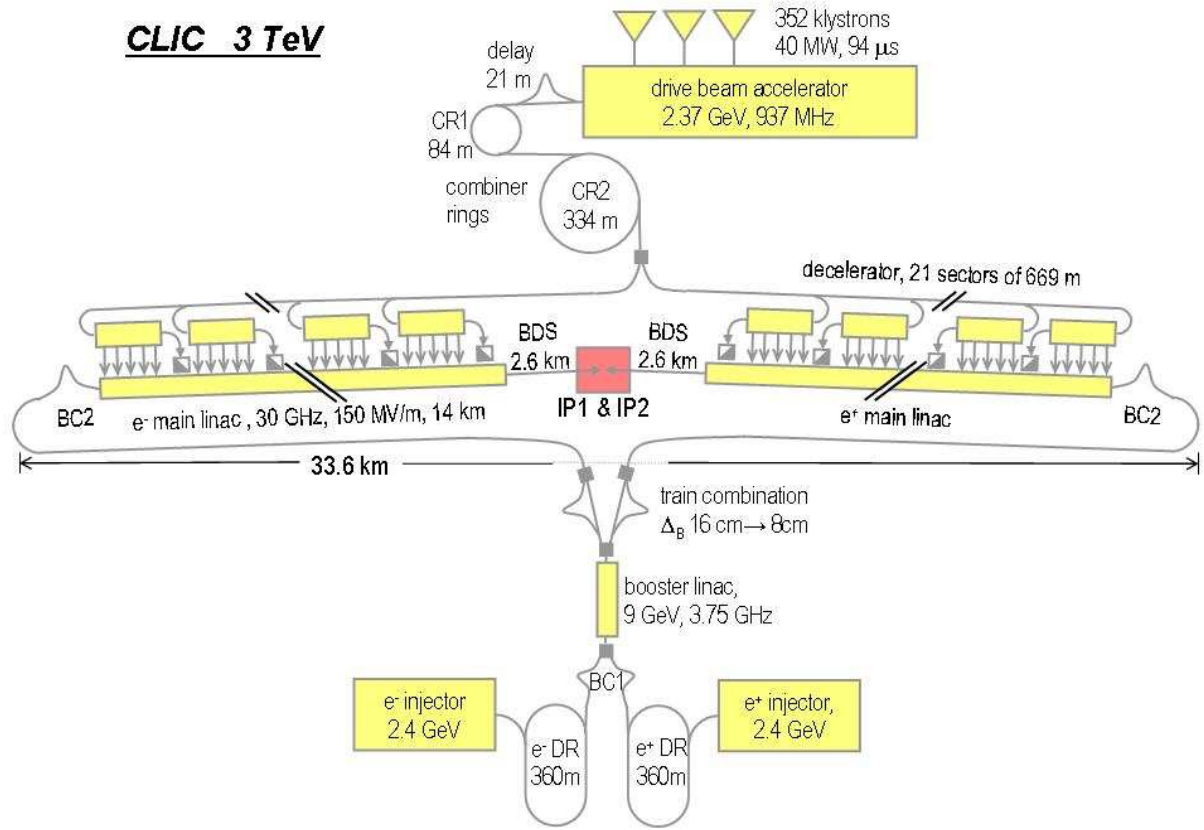 CLIC 3 TeV
352 klystrons
40 MW, 94 μs
delay
21 m
drive beam accelerator
2.37 GeV, 937 MHz
CR1
84 m
combiner
rings
CR2
334 m
decelerator, 21 sectors of 669 m
BDS
2.6 km
BDS
2.6 km
IP1 & IP2
BC2
e- main linac , 30 GHz, 150 MV/m, 14 km
e+ main linac
BC2
33.6 km
train combination
ΔB 16 cm→8cm
booster linac,
9 GeV, 3.75 GHz
BC1
e- injector
2.4 GeV
e- DR
360m
e+ DR
360m
e+ injector,
2.4 GeV